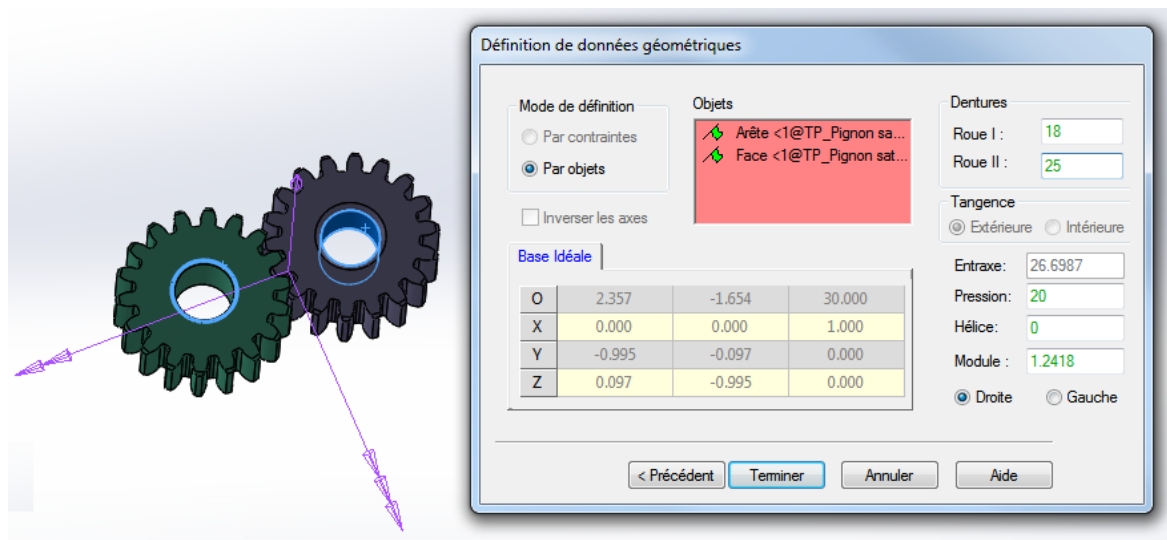 Définition de données géométriques
Mode de définition
Par contraintes
Par objets
Inverser les axes
Objets
Arête <1@TP_Pignon sa...
Face <1@TP_Pignon sat...
Dentures
Roue I : 18
Roue II : 25
Tangence
Extérieure Intérieure
Base Idéale
O 2.357 -1.654 30.000
X 0.000 0.000 1.000
Y -0.995 -0.097 0.000
Z 0.097 -0.995 0.000
Entraxe: 26.6987
Pression: 20
Hélice: 0
Module : 1.2418
Droite Gauche
< Précédent Terminer Annuler Aide